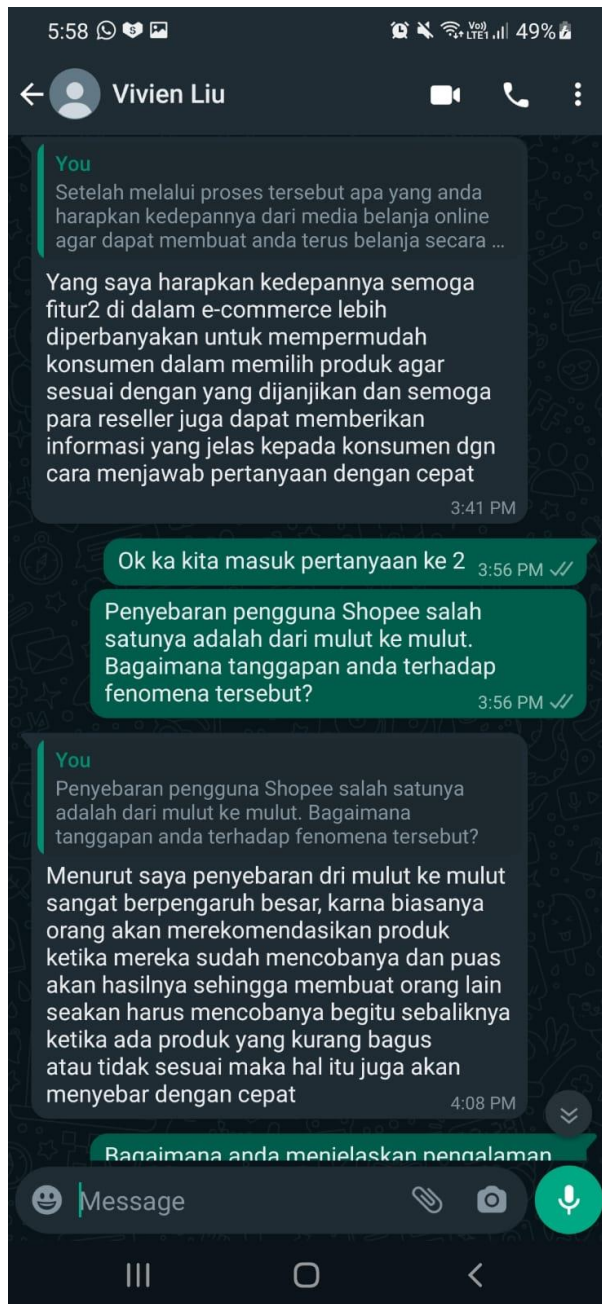 5:58 49%
Vivien Liu
You
Setelah melalui proses tersebut apa yang anda
harapkan kedepannya dari media belanja online
agar dapat membuat anda terus belanja secara ...
Yang saya harapkan kedepannya semoga
fitur2 di dalam e-commerce lebih
diperbanyakan untuk mempermudah
konsumen dalam memilih produk agar
sesuai dengan yang dijanjikan dan semoga
para reseller juga dapat memberikan
informasi yang jelas kepada konsumen dgn
cara menjawab pertanyaan dengan cepat
3:41 PM
Ok ka kita masuk pertanyaan ke 2 3:56 PM
Penyebaran pengguna Shopee salah
satunya adalah dari mulut ke mulut.
Bagaimana tanggapan anda terhadap
fenomena tersebut? 3:56 PM
You
Penyebaran pengguna Shopee salah satunya
adalah dari mulut ke mulut. Bagaimana
tanggapan anda terhadap fenomena tersebut?
Menurut saya penyebaran dri mulut ke mulut
sangat berpengaruh besar, karna biasanya
orang akan merekomendasikan produk
ketika mereka sudah mencobanya dan puas
akan hasilnya sehingga membuat orang lain
seakan harus mencobanya begitu sebaliknya
ketika ada produk yang kurang bagus
atau tidak sesuai maka hal itu juga akan
menyebar dengan cepat 4:08 PM
Bagaimana anda menjelaskan pengalaman
Message